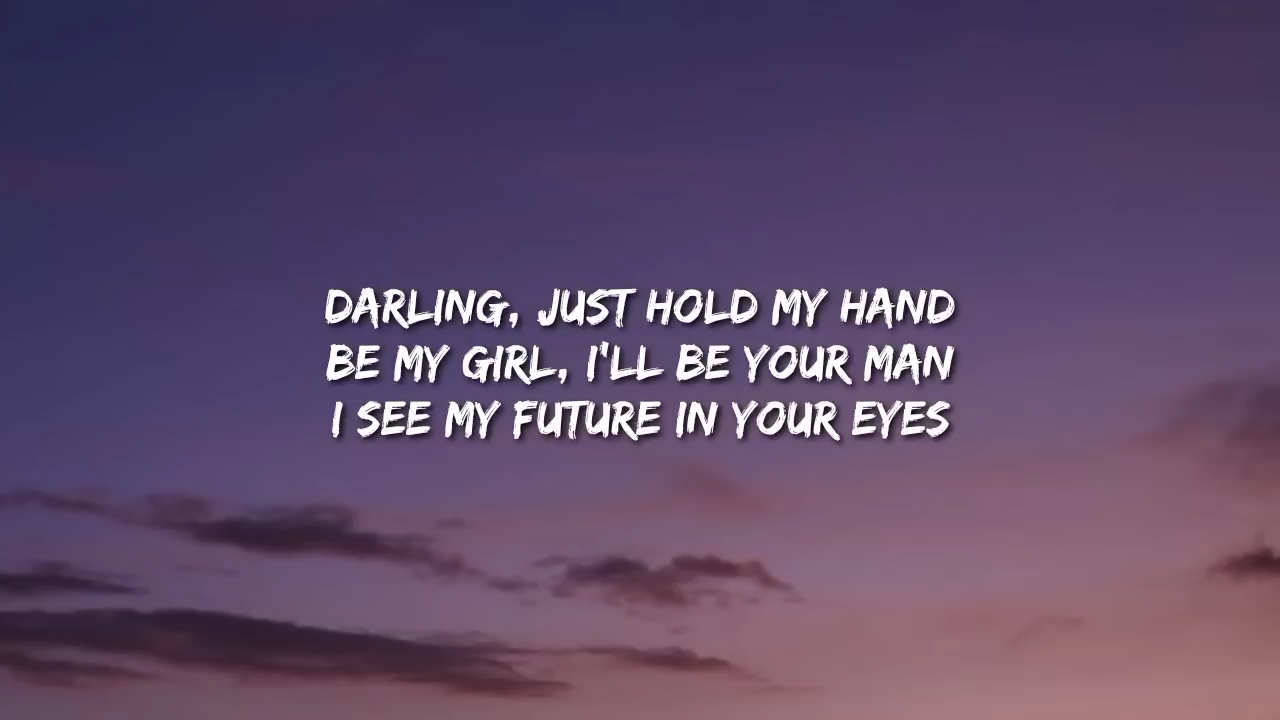 DARLING, JUST HOLD MY HAND
BE MY GIRL, I'LL BE YOUR MAN
I SEE MY FUTURE IN YOUR EYES